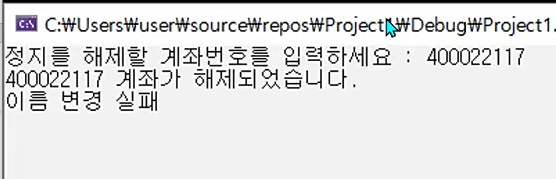 C:\Users\user\source\repos\Project1\Debug\Project1.
정지를 해제할 계좌번호를 입력하세요 : 400022117
400022117 계좌가 해제되었습니다.
이름 변경 실패